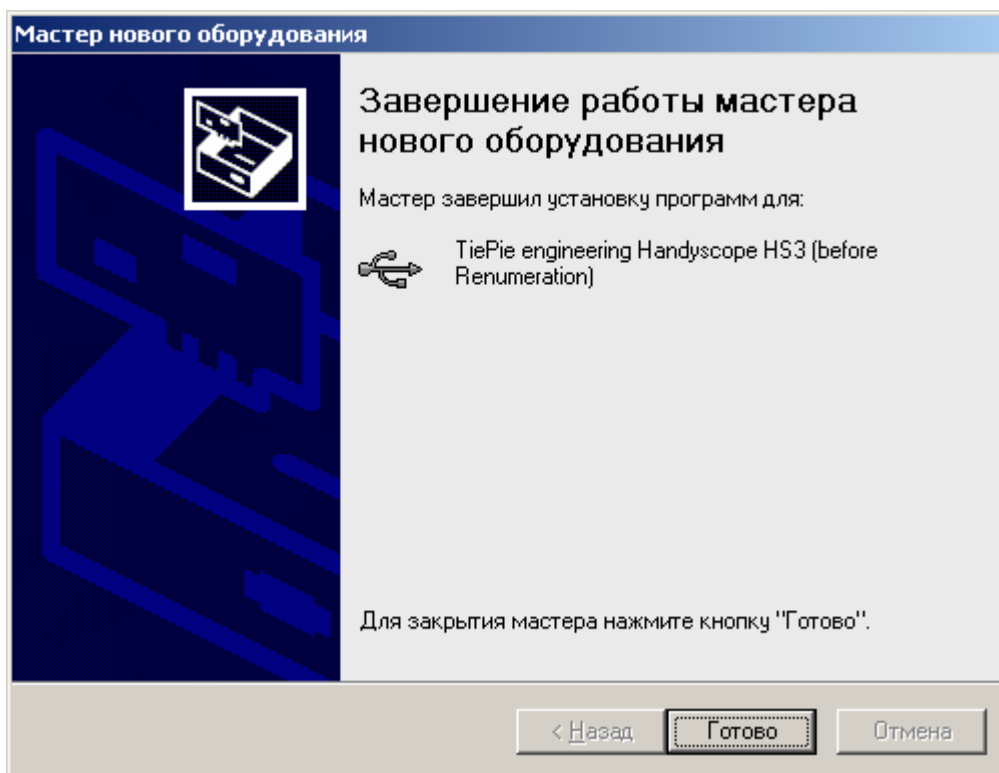 Мастер нового оборудования
Завершение работы мастера
нового оборудования
Мастер завершил установку программ для:
TiePie engineering Handyscope HS3 (before
Renumeration)
Для закрытия мастера нажмите кнопку "Готово".
< Назад
Готово
Отмена